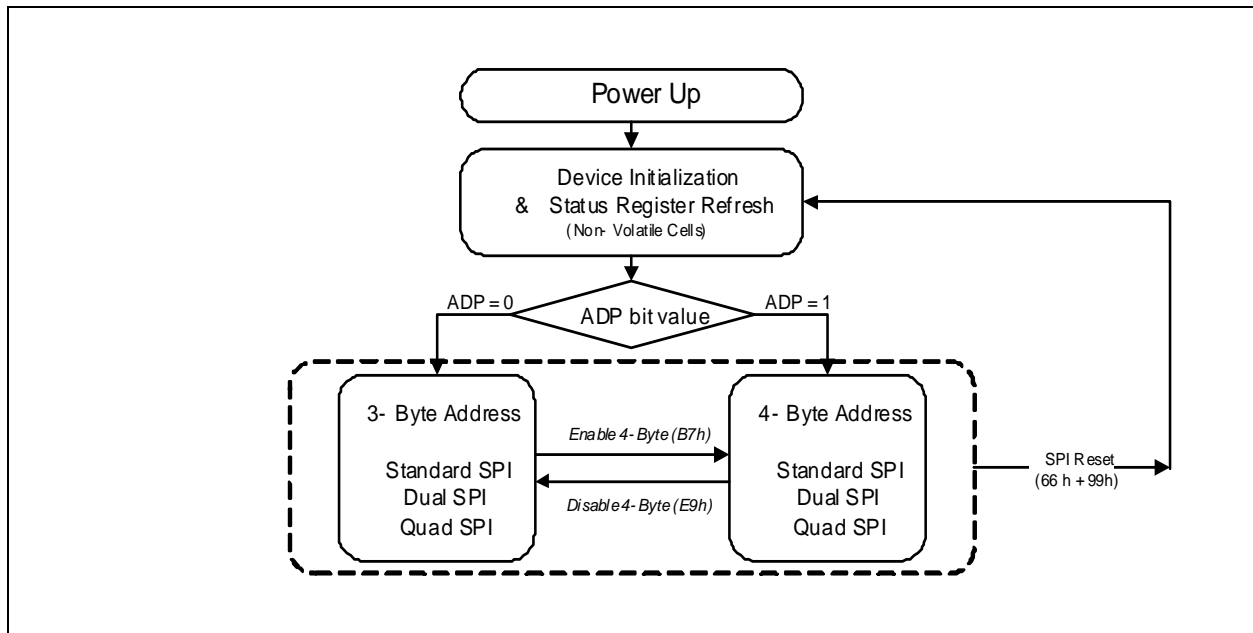 Power Up
Device Initialization
& Status Register Refresh
(Non- Volatile Cells)
ADP = 0
ADP bit value
ADP = 1
3- Byte Address
Standard SPI
Dual SPI
Quad SPI
Enable 4- Byte (B7h)
Disable 4- Byte (E9h)
4- Byte Address
Standard SPI
Dual SPI
Quad SPI
SPI Reset
(66 h + 99h)